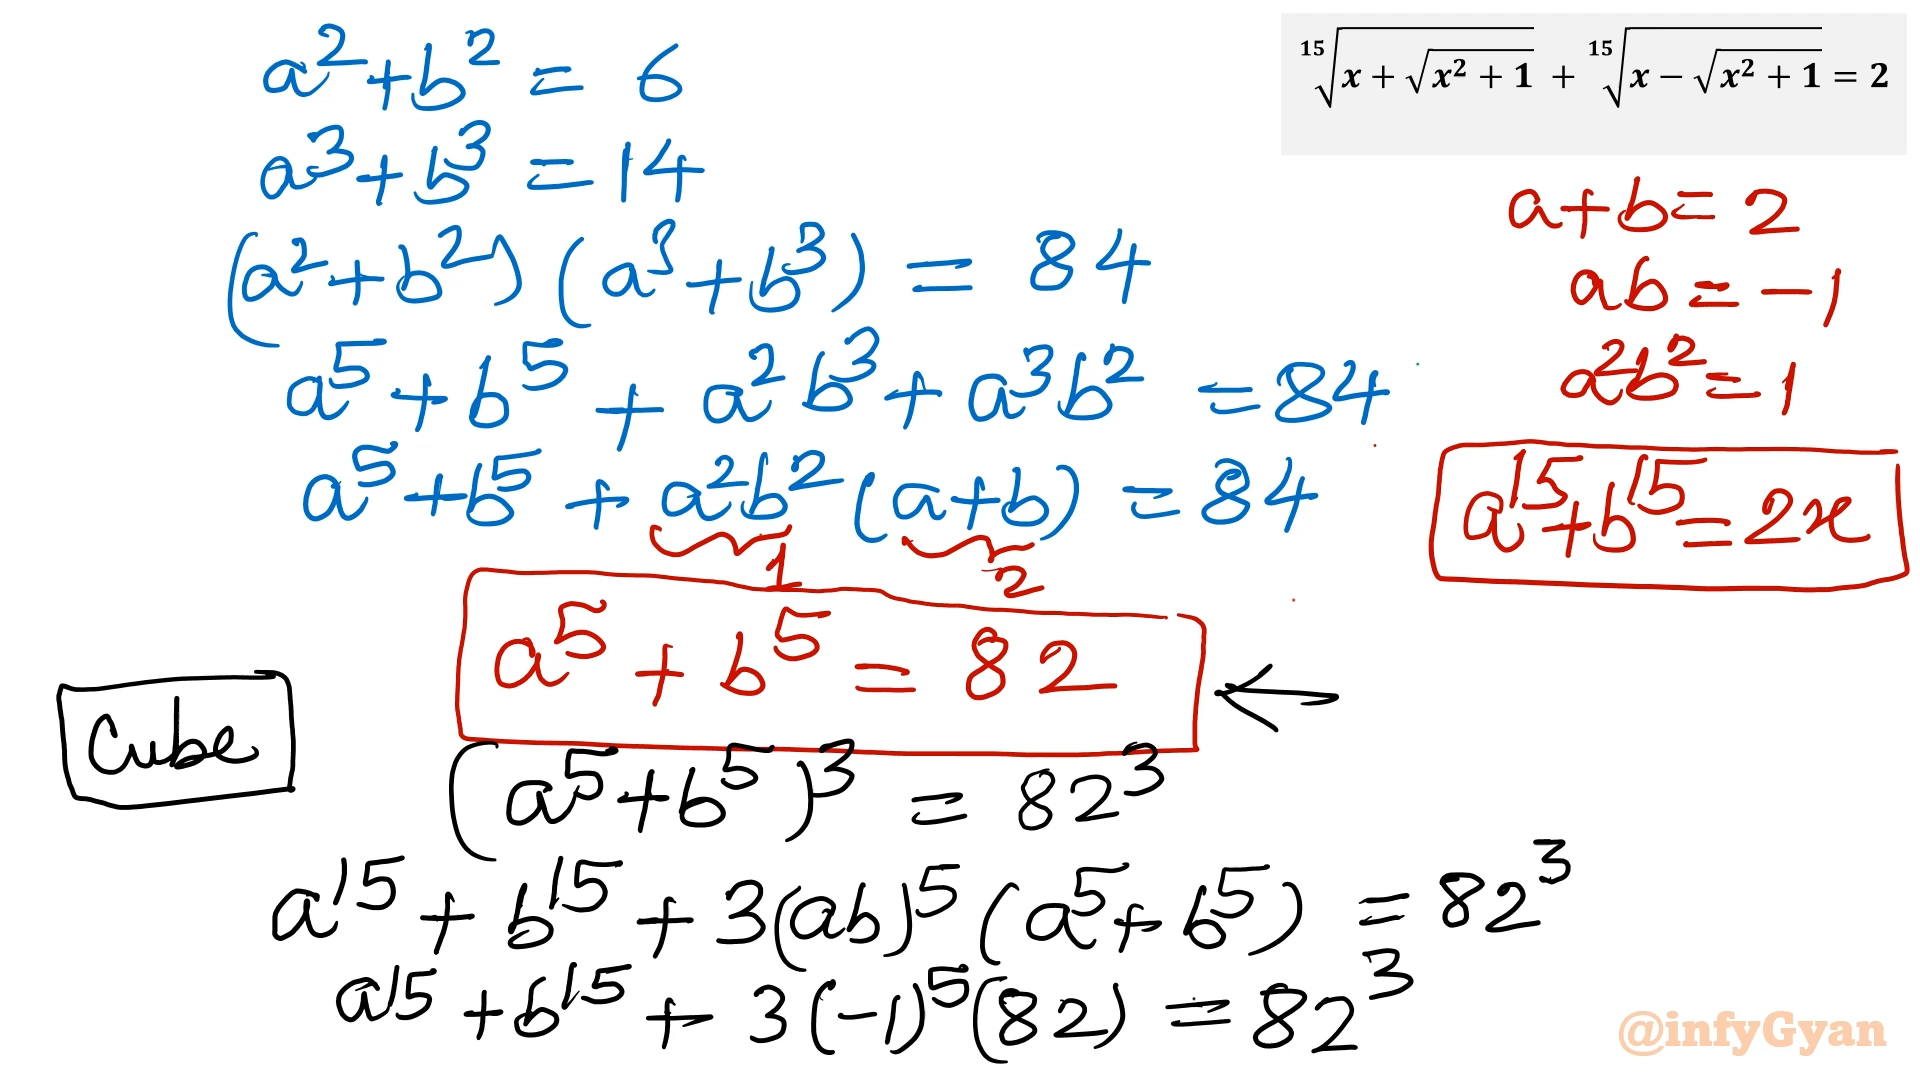 ¹⁵√(x + √(x² + 1)) + ¹⁵√(x − √(x² + 1)) = 2
a² + b² = 6
a³ + b³ = 14
(a² + b²) (a³ + b³) = 84
a⁵ + b⁵ + a²b³ + a³b² = 84
a⁵ + b⁵ + a²b² (a + b) = 84
1 2
a⁵ + b⁵ = 82
a + b = 2
ab = −1
a²b² = 1
a¹⁵ + b¹⁵ = 2x
Cube
(a⁵ + b⁵)³ = 82³
a¹⁵ + b¹⁵ + 3(ab)⁵ (a⁵ + b⁵) = 82³
a¹⁵ + b¹⁵ + 3(−1)⁵(82) = 82³
@infyGyan